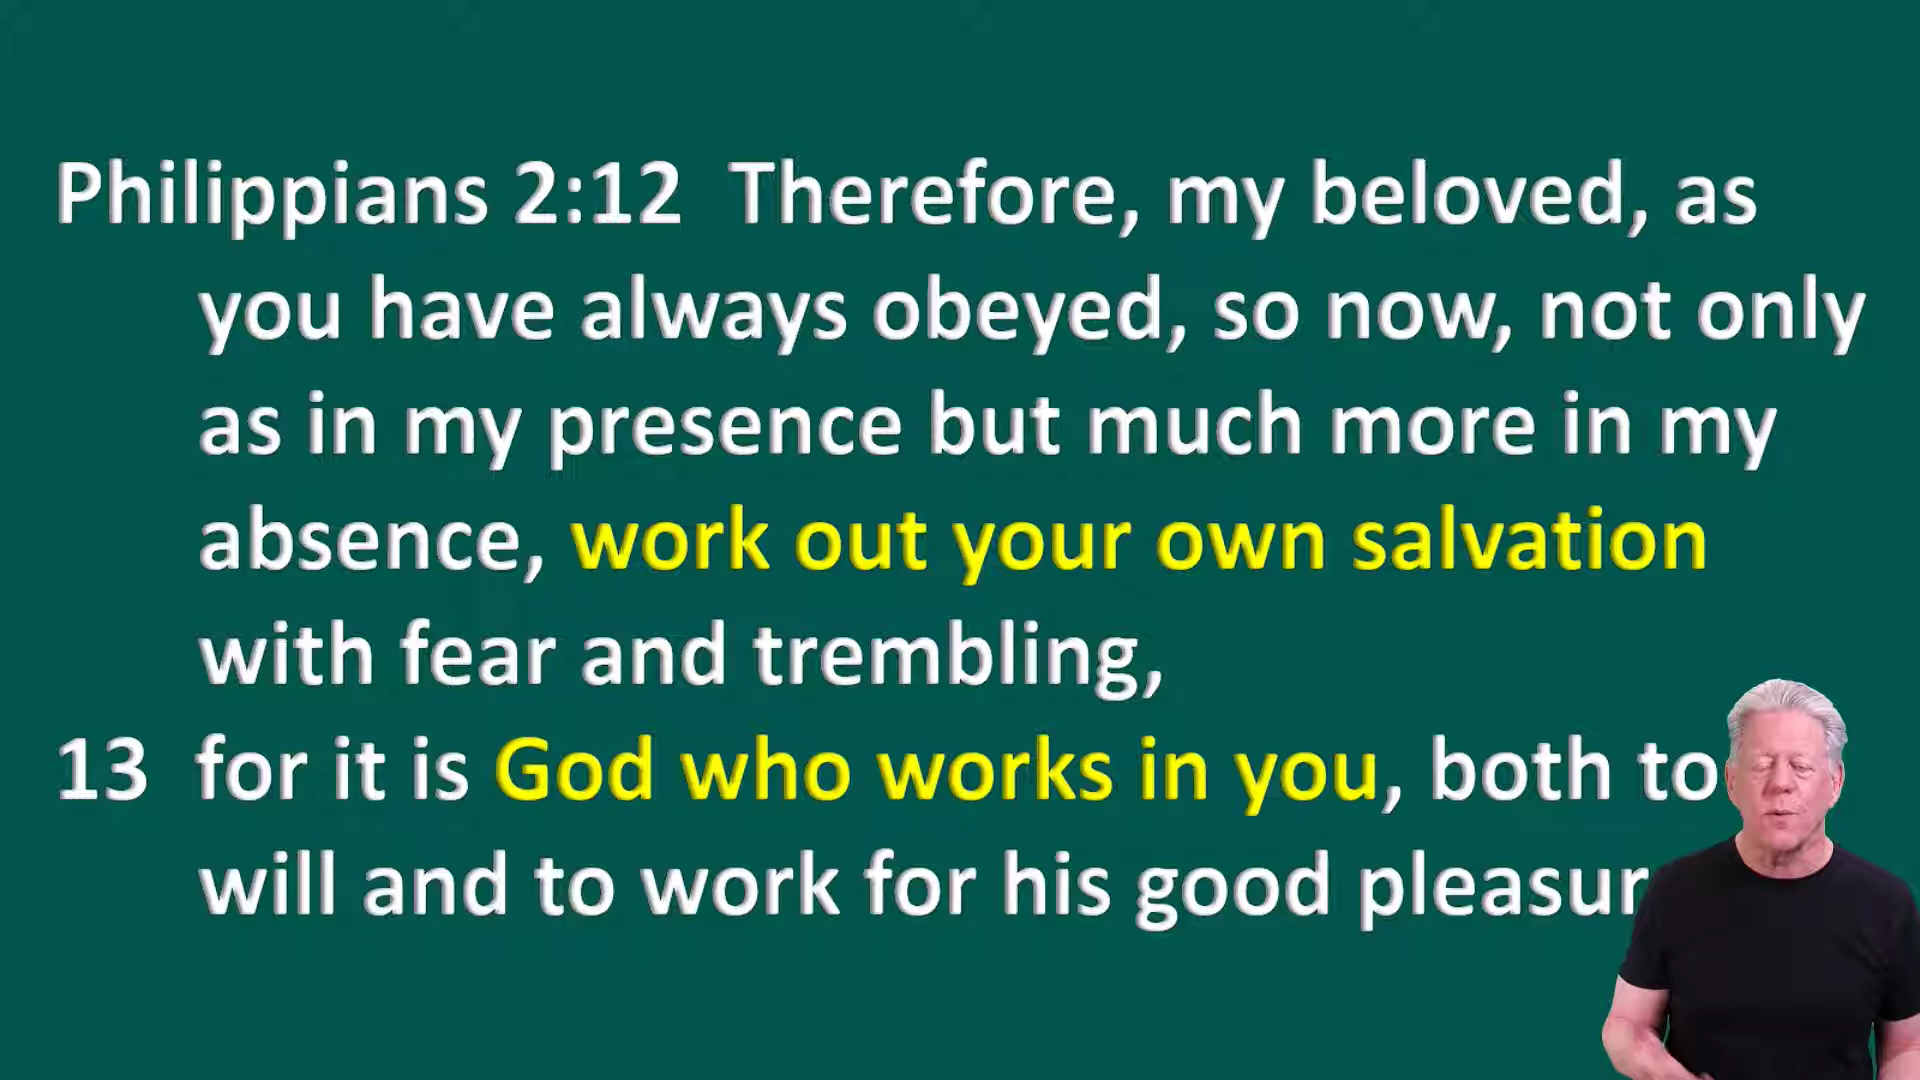 Philippians 2:12 Therefore, my beloved, as
you have always obeyed, so now, not only
as in my presence but much more in my
absence, work out your own salvation
with fear and trembling,
13 for it is God who works in you, both to
will and to work for his good pleasur